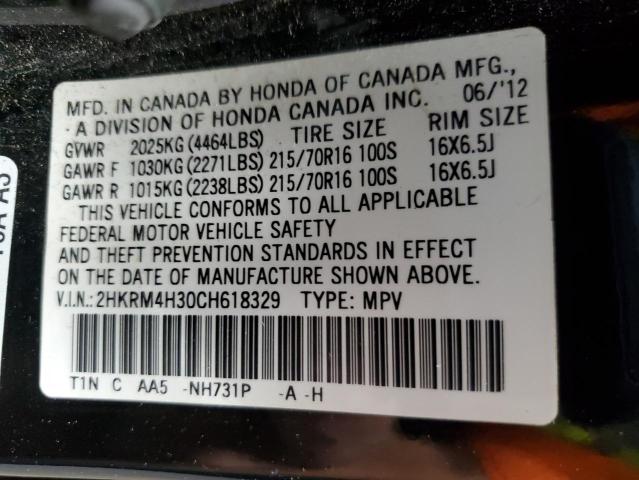 MFD. IN CANADA BY HONDA OF CANADA MFG.,
A DIVISION OF HONDA CANADA INC. 06/'12
GVWR 2025KG (4464LBS) TIRE SIZE RIM SIZE
GAWR F 1030KG (2271LBS) 215/70R16 100S 16X6.5J
GAWR R 1015KG (2238LBS) 215/70R16 100S 16X6.5J
THIS VEHICLE CONFORMS TO ALL APPLICABLE
FEDERAL MOTOR VEHICLE SAFETY
AND THEFT PREVENTION STANDARDS IN EFFECT
ON THE DATE OF MANUFACTURE SHOWN ABOVE.
V.I.N.:2HKRM4H30CH618329 TYPE: MPV
T1N C AA5 -NH731P -A -H